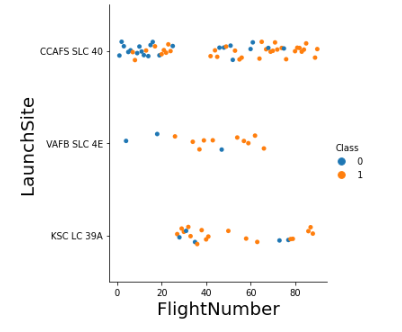 CCAFS SLC 40
VAFB SLC 4E
KSC LC 39A
LaunchSite
0
20
40
60
80
FlightNumber
Class
0
1